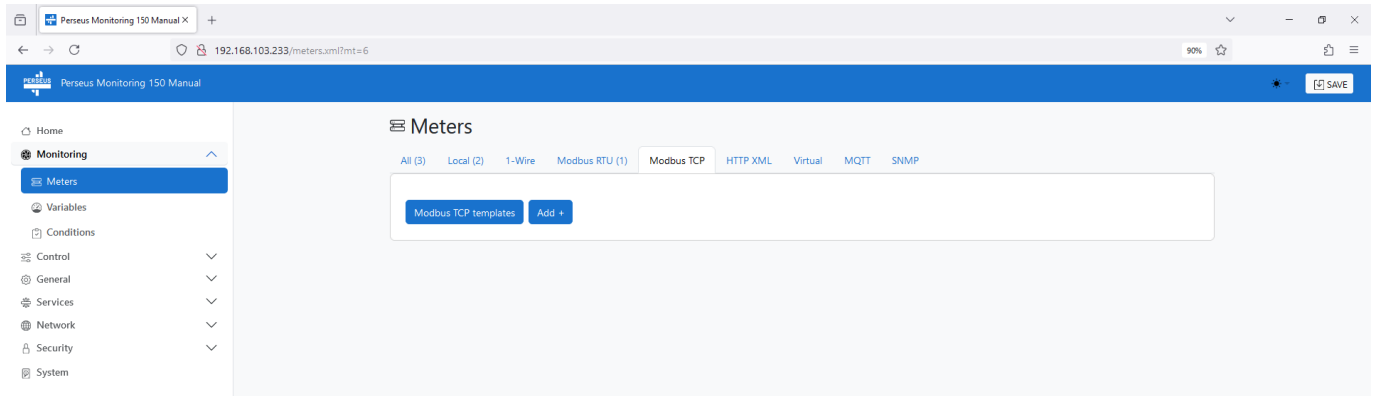 Perseus Monitoring 150 Manual
192.168.103.233/meters.xml?mt=6
90%
PERSEUS
Perseus Monitoring 150 Manual
SAVE
Home
Monitoring
Meters
Variables
Conditions
Control
General
Services
Network
Security
System
Meters
All (3) Local (2) 1-Wire Modbus RTU (1) Modbus TCP HTTP XML Virtual MQTT SNMP
Modbus TCP templates Add +